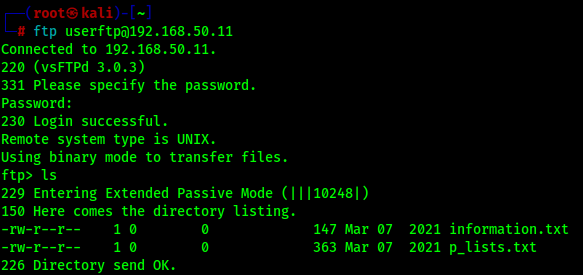 ┌──(root㉿kali)-[~]
└─# ftp userftp@192.168.50.11
Connected to 192.168.50.11.
220 (vsFTPd 3.0.3)
331 Please specify the password.
Password:
230 Login successful.
Remote system type is UNIX.
Using binary mode to transfer files.
ftp> ls
229 Entering Extended Passive Mode (|||10248|)
150 Here comes the directory listing.
-rw-r--r--    1 0        0             147 Mar 07  2021 information.txt
-rw-r--r--    1 0        0             363 Mar 07  2021 p_lists.txt
226 Directory send OK.